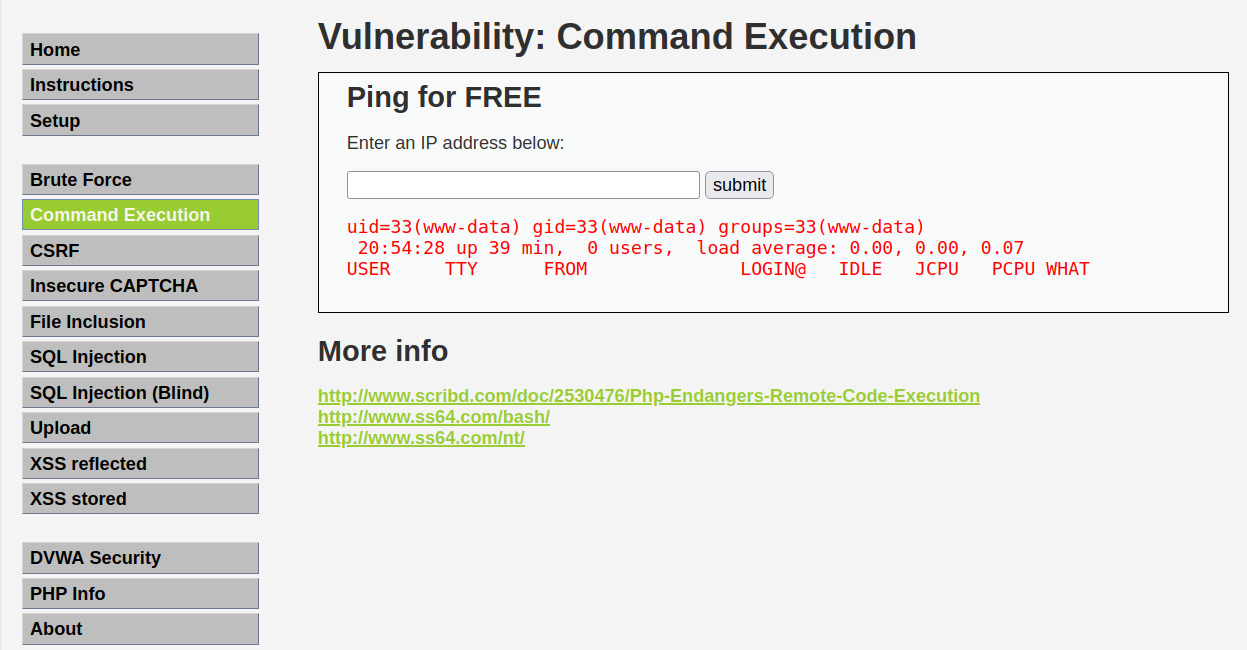 Home
Instructions
Setup
Brute Force
Command Execution
CSRF
Insecure CAPTCHA
File Inclusion
SQL Injection
SQL Injection (Blind)
Upload
XSS reflected
XSS stored
DVWA Security
PHP Info
About
Vulnerability: Command Execution
Ping for FREE
Enter an IP address below:
submit
uid=33(www-data) gid=33(www-data) groups=33(www-data)
20:54:28 up 39 min,  0 users,  load average: 0.00, 0.00, 0.07
USER     TTY      FROM              LOGIN@   IDLE   JCPU   PCPU WHAT
More info
http://www.scribd.com/doc/2530476/Php-Endangers-Remote-Code-Execution
http://www.ss64.com/bash/
http://www.ss64.com/nt/